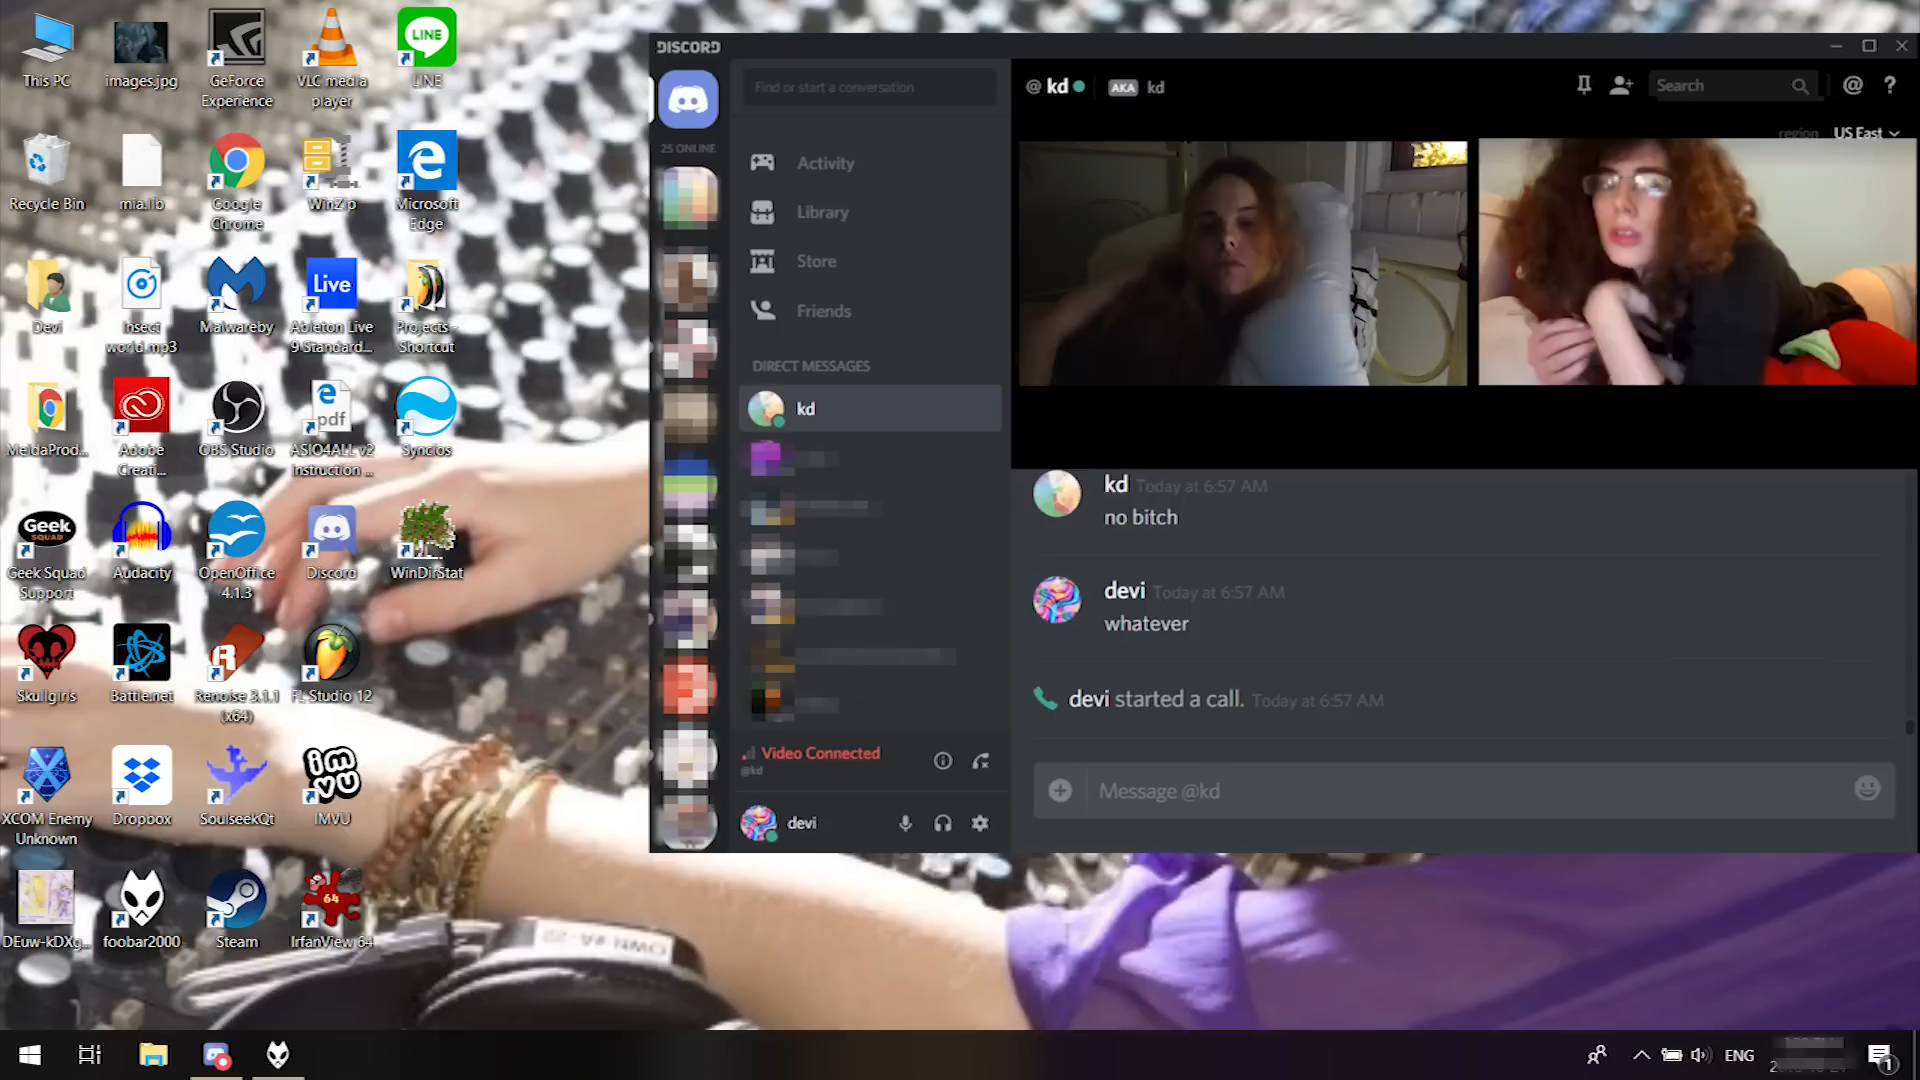 This PC
images.jpg
GeForce
Experience
VLC media
player
LINE
LINE
Recycle Bin
mia.lib
Google
Chrome
WinZip
Microsoft
Edge
Devi
Insect
world.mp3
Malwareby
Live
Ableton Live
9 Standard...
Projects -
Shortcut
MeldaProd...
Adobe
Creati...
OBS Studio
pdf
ASIO4ALL v2
Instruction ...
Syncios
Geek
SQUAD
Geek Squad
Support
Audacity
OpenOffice
4.1.3
Discord
WinDirStat
Skullgirls
Battle.net
Renoise 3.1.1
(x64)
FL Studio 12
XCOM Enemy
Unknown
Dropbox
SoulseekQt
imvu
IMVU
DEuw-kDXg...
foobar2000
Steam
64
IrfanView 64
DISCORD
25 ONLINE
Find or start a conversation
Activity
Library
Store
Friends
DIRECT MESSAGES
kd
Video Connected
@kd
devi
@ kd
AKA kd
Search
region US East
kd Today at 6:57 AM
no bitch
devi Today at 6:57 AM
whatever
devi started a call. Today at 6:57 AM
Message @kd
ENG
1